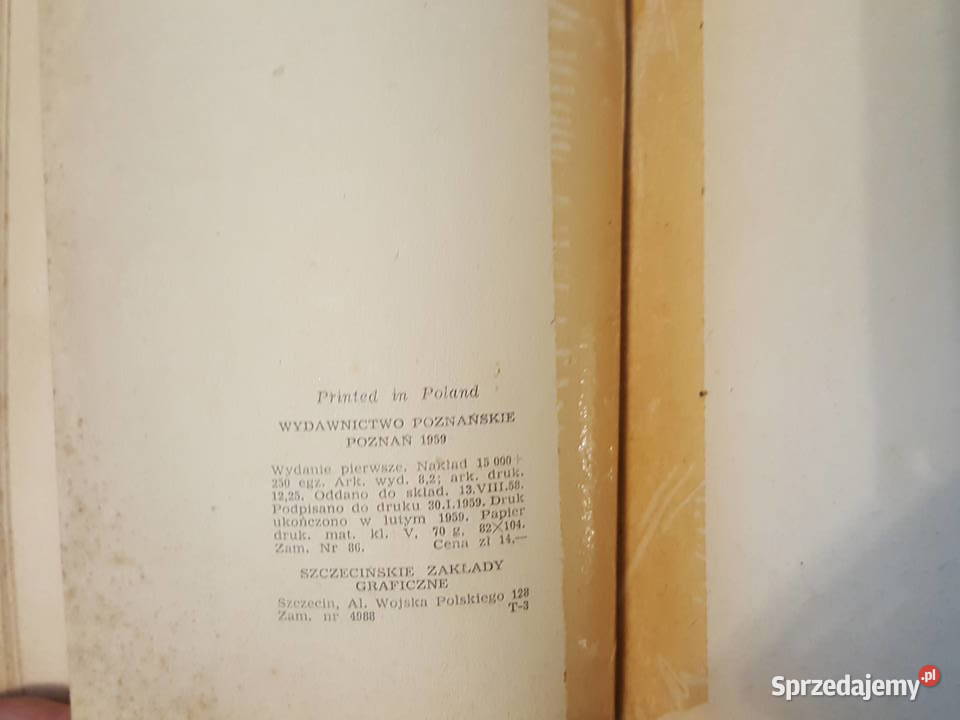 Printed in Poland
WYDAWNICTWO POZNAŃSKIE
POZNAŃ 1959
Wydanie pierwsze. Nakład 15 000 +
250 egz. Ark. wyd. 8,2; ark. druk.
12,25. Oddano do skład. 13.VIII.58.
Podpisano do druku 30.I.1959. Druk
ukończono w lutym 1959. Papier
druk. mat. kl. V. 70 g. 82×104.
Zam. Nr 86. Cena zł 14.—
SZCZECIŃSKIE ZAKŁADY
GRAFICZNE
Szczecin, Al. Wojska Polskiego 128
Zam. nr 4988 T-3
Sprzedajemy.pl